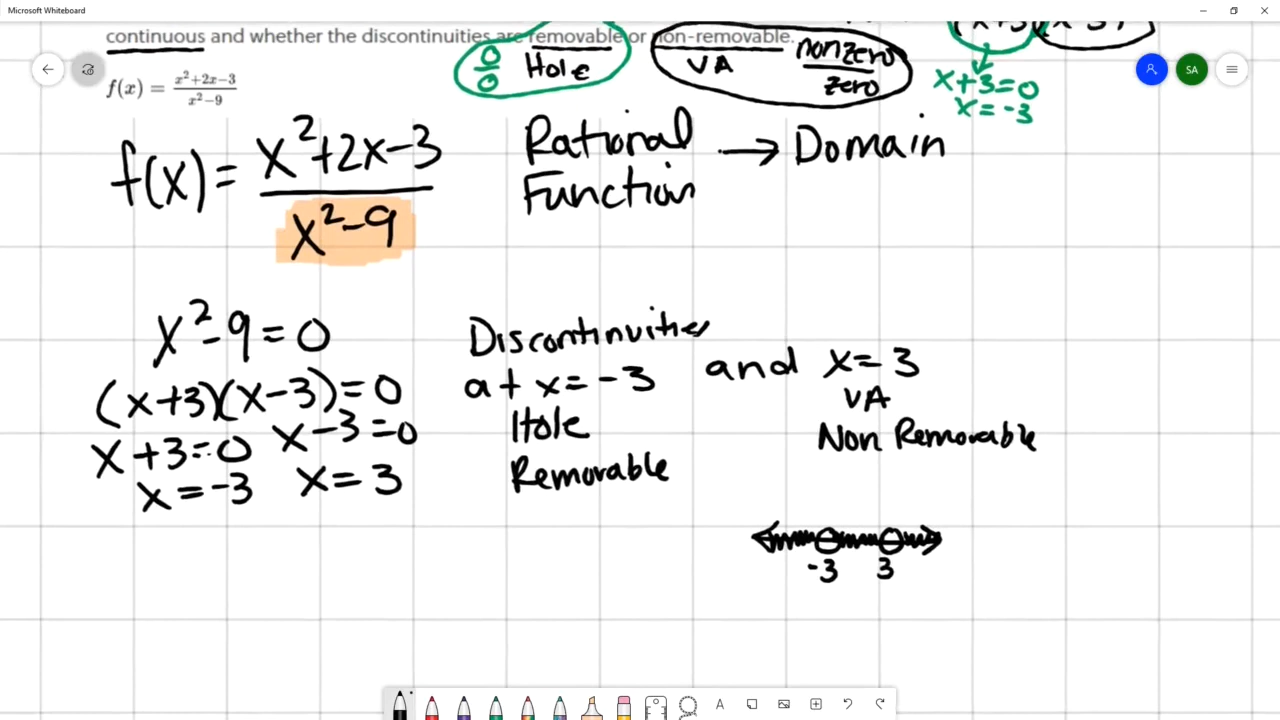 Microsoft Whiteboard
continuous and whether the discontinuities are removable or non-removable.
f(x) = x²+2x−3 / x²−9
0/0 Hole
VA nonzero/zero
x+3=0
x=-3
SA
f(x) = x²+2x-3 / x²-9
Rational Function → Domain
x²-9=0
(x+3)(x-3)=0
x+3=0 x-3=0
x=-3 x=3
Discontinuities
at x=-3 and x=3
Hole VA
Removable Non Removable
-3 3
A